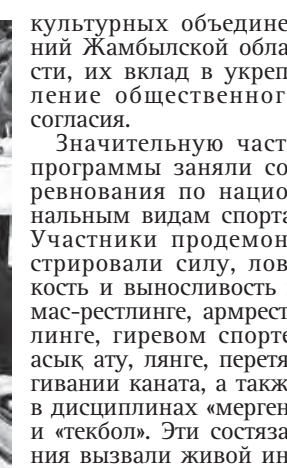 культурных объедине
ний Жамбылской обла
сти, их вклад в укреп
ление общественног
согласия.
Значительную част
программы заняли со
ревнования по нацио
нальным видам спорта
Участники продемон
стрировали силу, лов
кость и выносливость
мас-рестлинге, армрест
линге, гиревом спорте
асық ату, лянге, перетя
гивании каната, а такж
в дисциплинах «мерген
и «текбол». Эти состяза
ния вызвали живой ин